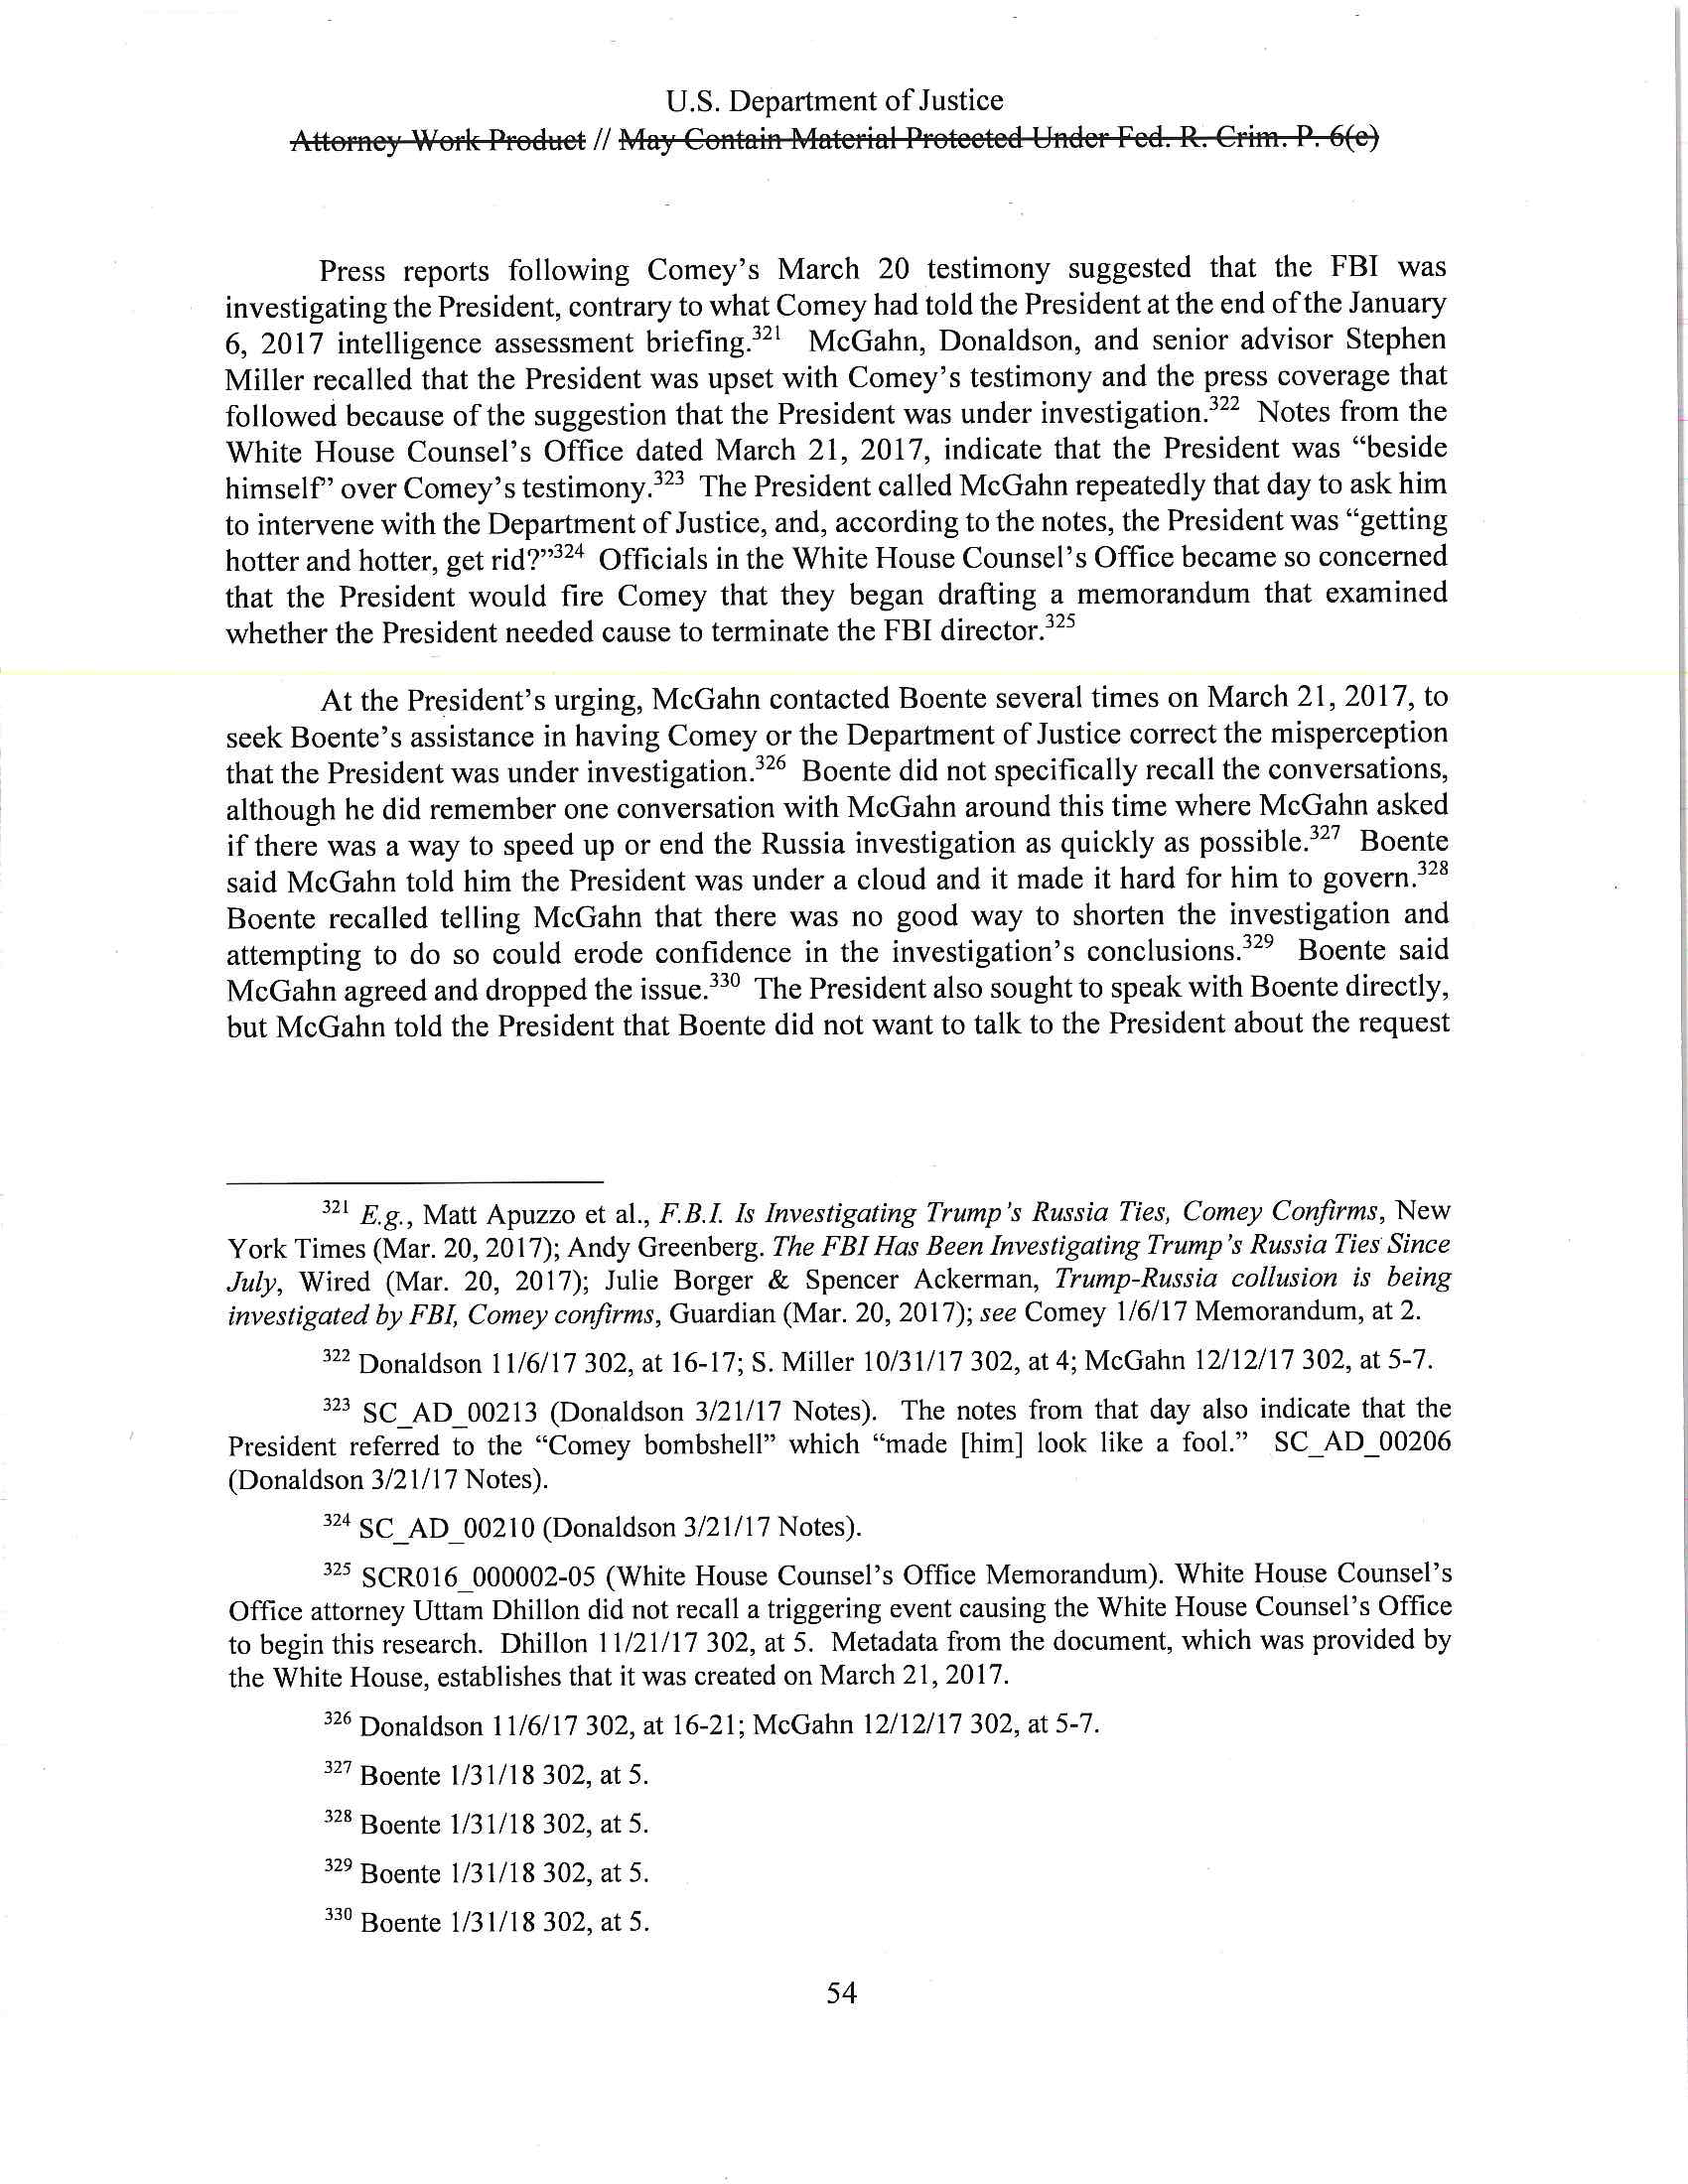 U.S. Department of Justice
Attorney Work Product // May Contain Material Protected Under Fed. R. Crim. P. 6(e)
Press reports following Comey's March 20 testimony suggested that the FBI was
investigating the President, contrary to what Comey had told the President at the end of the January
6, 2017 intelligence assessment briefing.321 McGahn, Donaldson, and senior advisor Stephen
Miller recalled that the President was upset with Comey's testimony and the press coverage that
followed because of the suggestion that the President was under investigation.322 Notes from the
White House Counsel's Office dated March 21, 2017, indicate that the President was “beside
himself” over Comey's testimony.323 The President called McGahn repeatedly that day to ask him
to intervene with the Department of Justice, and, according to the notes, the President was “getting
hotter and hotter, get rid?”324 Officials in the White House Counsel's Office became so concerned
that the President would fire Comey that they began drafting a memorandum that examined
whether the President needed cause to terminate the FBI director.325
At the President's urging, McGahn contacted Boente several times on March 21, 2017, to
seek Boente's assistance in having Comey or the Department of Justice correct the misperception
that the President was under investigation.326 Boente did not specifically recall the conversations,
although he did remember one conversation with McGahn around this time where McGahn asked
if there was a way to speed up or end the Russia investigation as quickly as possible.327 Boente
said McGahn told him the President was under a cloud and it made it hard for him to govern.328
Boente recalled telling McGahn that there was no good way to shorten the investigation and
attempting to do so could erode confidence in the investigation's conclusions.329 Boente said
McGahn agreed and dropped the issue.330 The President also sought to speak with Boente directly,
but McGahn told the President that Boente did not want to talk to the President about the request
321 E.g., Matt Apuzzo et al., F.B.I. Is Investigating Trump's Russia Ties, Comey Confirms, New
York Times (Mar. 20, 2017); Andy Greenberg. The FBI Has Been Investigating Trump's Russia Ties Since
July, Wired (Mar. 20, 2017); Julie Borger & Spencer Ackerman, Trump-Russia collusion is being
investigated by FBI, Comey confirms, Guardian (Mar. 20, 2017); see Comey 1/6/17 Memorandum, at 2.
322 Donaldson 11/6/17 302, at 16-17; S. Miller 10/31/17 302, at 4; McGahn 12/12/17 302, at 5-7.
323 SC_AD_00213 (Donaldson 3/21/17 Notes). The notes from that day also indicate that the
President referred to the “Comey bombshell” which “made [him] look like a fool.” SC_AD_00206
(Donaldson 3/21/17 Notes).
324 SC_AD_00210 (Donaldson 3/21/17 Notes).
325 SCR016_000002-05 (White House Counsel's Office Memorandum). White House Counsel's
Office attorney Uttam Dhillon did not recall a triggering event causing the White House Counsel's Office
to begin this research. Dhillon 11/21/17 302, at 5. Metadata from the document, which was provided by
the White House, establishes that it was created on March 21, 2017.
326 Donaldson 11/6/17 302, at 16-21; McGahn 12/12/17 302, at 5-7.
327 Boente 1/31/18 302, at 5.
328 Boente 1/31/18 302, at 5.
329 Boente 1/31/18 302, at 5.
330 Boente 1/31/18 302, at 5.
54